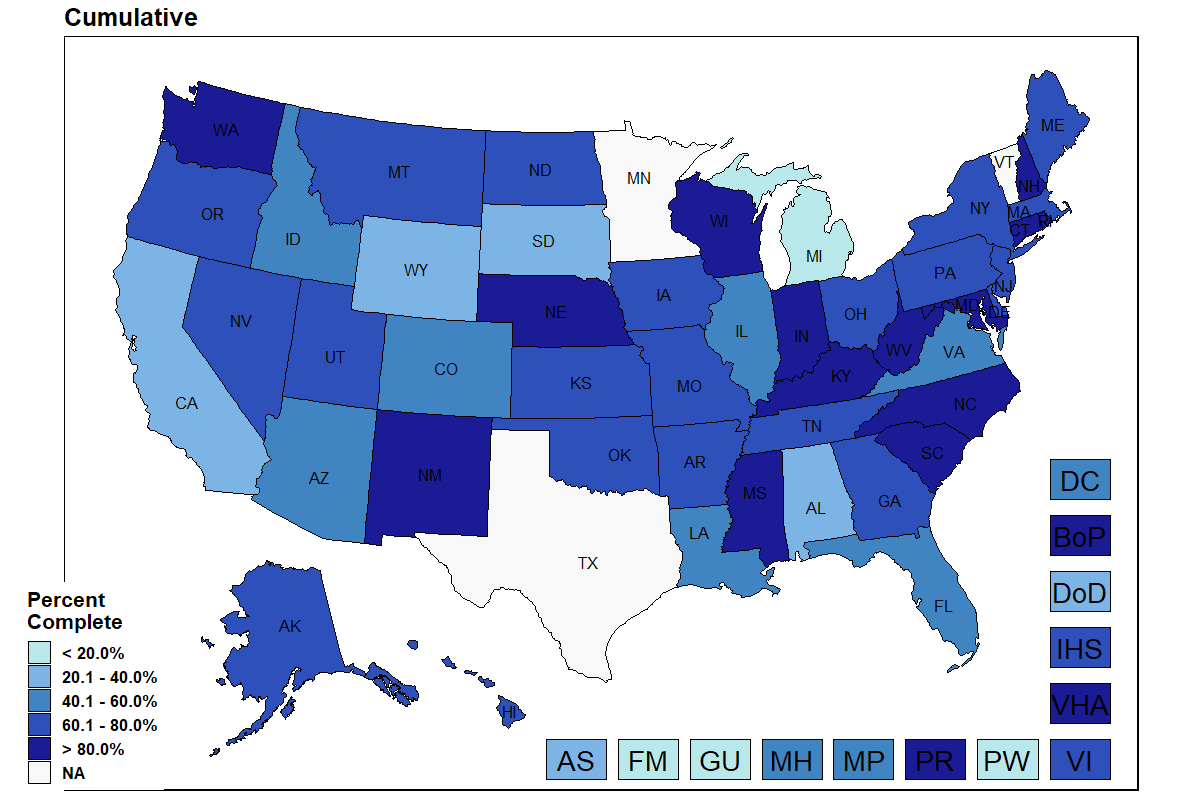 Cumulative
WA
MT
ND
MN
ME
VT
NH
OR
ID
SD
WI
NY
MA
RI
CT
WY
MI
PA
NJ
IA
NE
NV
UT
CO
IL
IN
OH
MD
DE
WV
VA
KS
MO
KY
CA
NC
TN
OK
AR
SC
AZ
NM
MS
AL
GA
LA
TX
FL
AK
HI
DC
BoP
DoD
IHS
VHA
Percent
Complete
< 20.0%
20.1 - 40.0%
40.1 - 60.0%
60.1 - 80.0%
> 80.0%
NA
AS FM GU MH MP PR PW VI